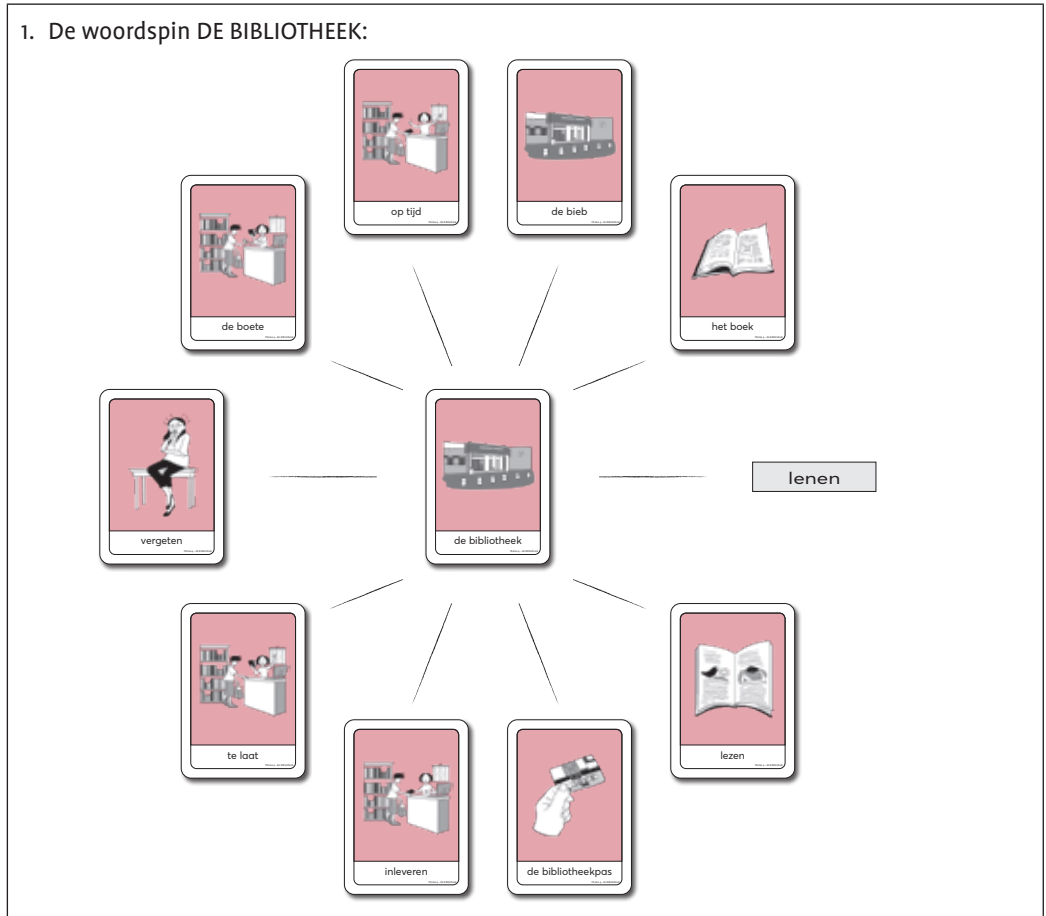 1. De woordspin DE BIBLIOTHEEK:
op tijd
de bieb
de boete
het boek
vergeten
de bibliotheek
lenen
te laat
lezen
inleveren
de bibliotheekpas